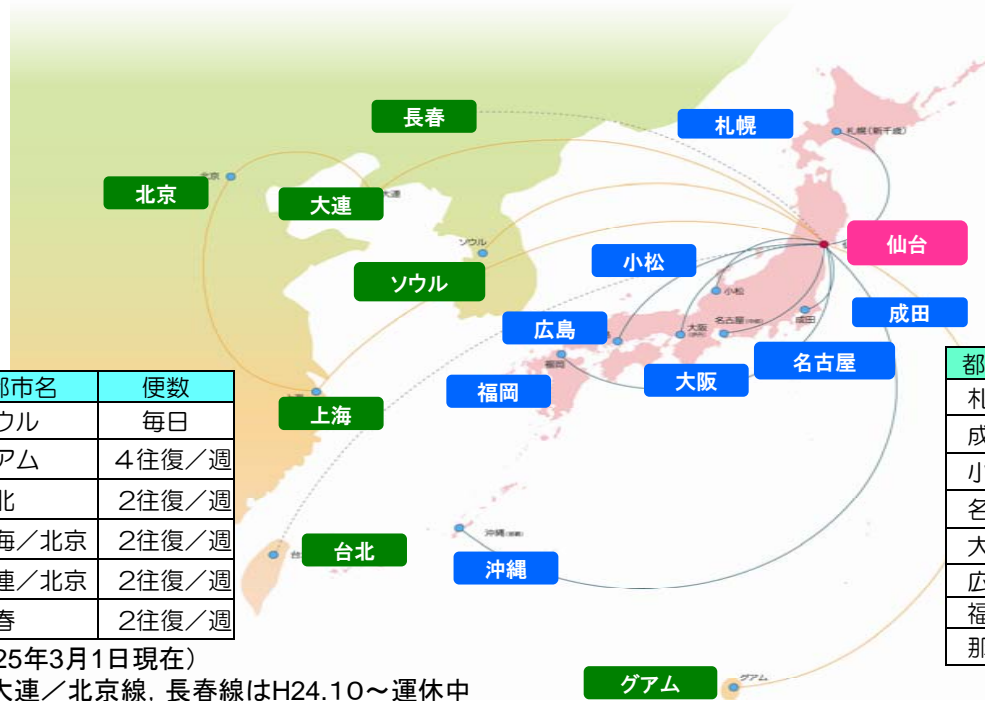 長春
札幌
札幌(新千歳)
北京
北京
大連
大連
仙台
ソウル
小松
ソウル
小松
成田
広島
大阪
名古屋
成田
名古屋
福岡
福岡
大阪
上海
台北
沖縄
沖縄(那覇)
グアム
グアム
都市名 便数
ウル 毎日
アム 4往復／週
北 2往復／週
海／北京 2往復／週
連／北京 2往復／週
春 2往復／週
25年3月1日現在）
大連／北京線，長春線はH24.10～運休中
都
札
成
小
名
大
広
福
那